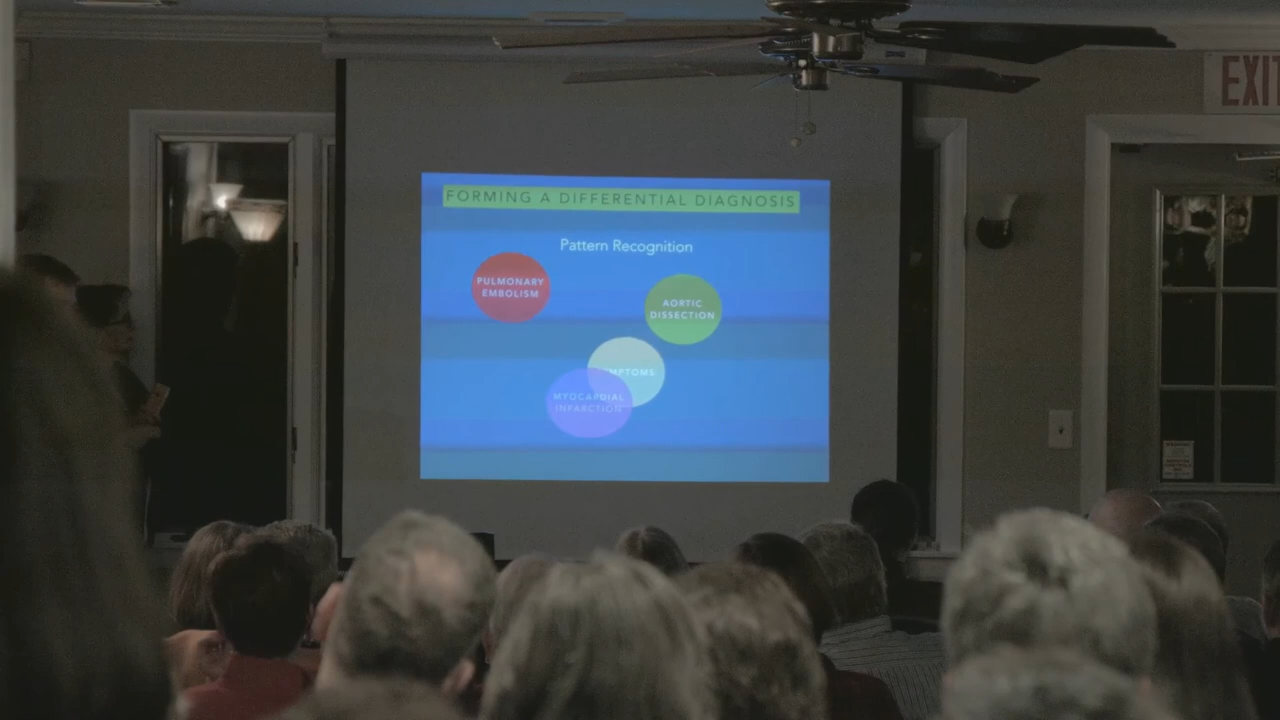 EXIT
FORMING A DIFFERENTIAL DIAGNOSIS
Pattern Recognition
PULMONARY
EMBOLISM
AORTIC
DISSECTION
MYOCARDIAL
INFARCTION